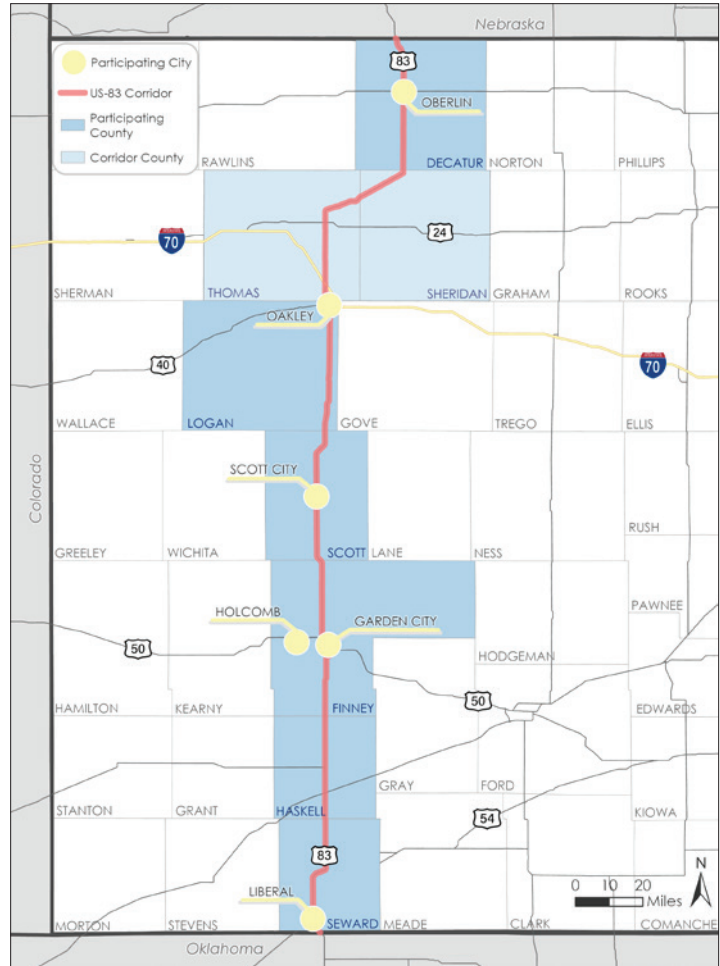 Nebraska
Participating City
US-83 Corridor
Participating
County
Corridor County
83
OBERLIN
RAWLINS
DECATUR
NORTON
PHILLIPS
70
24
SHERMAN
THOMAS
SHERIDAN
GRAHAM
ROOKS
OAKLEY
40
70
WALLACE
LOGAN
GOVE
TREGO
ELLIS
Colorado
SCOTT CITY
RUSH
GREELEY
WICHITA
SCOTT
LANE
NESS
PAWNEE
HOLCOMB
GARDEN CITY
50
HODGEMAN
50
HAMILTON
KEARNY
FINNEY
EDWARDS
GRAY
FORD
STANTON
GRANT
HASKELL
KIOWA
54
83
N
LIBERAL
0 10 20
Miles
MORTON
STEVENS
SEWARD
MEADE
CLARK
COMANCHE
Oklahoma